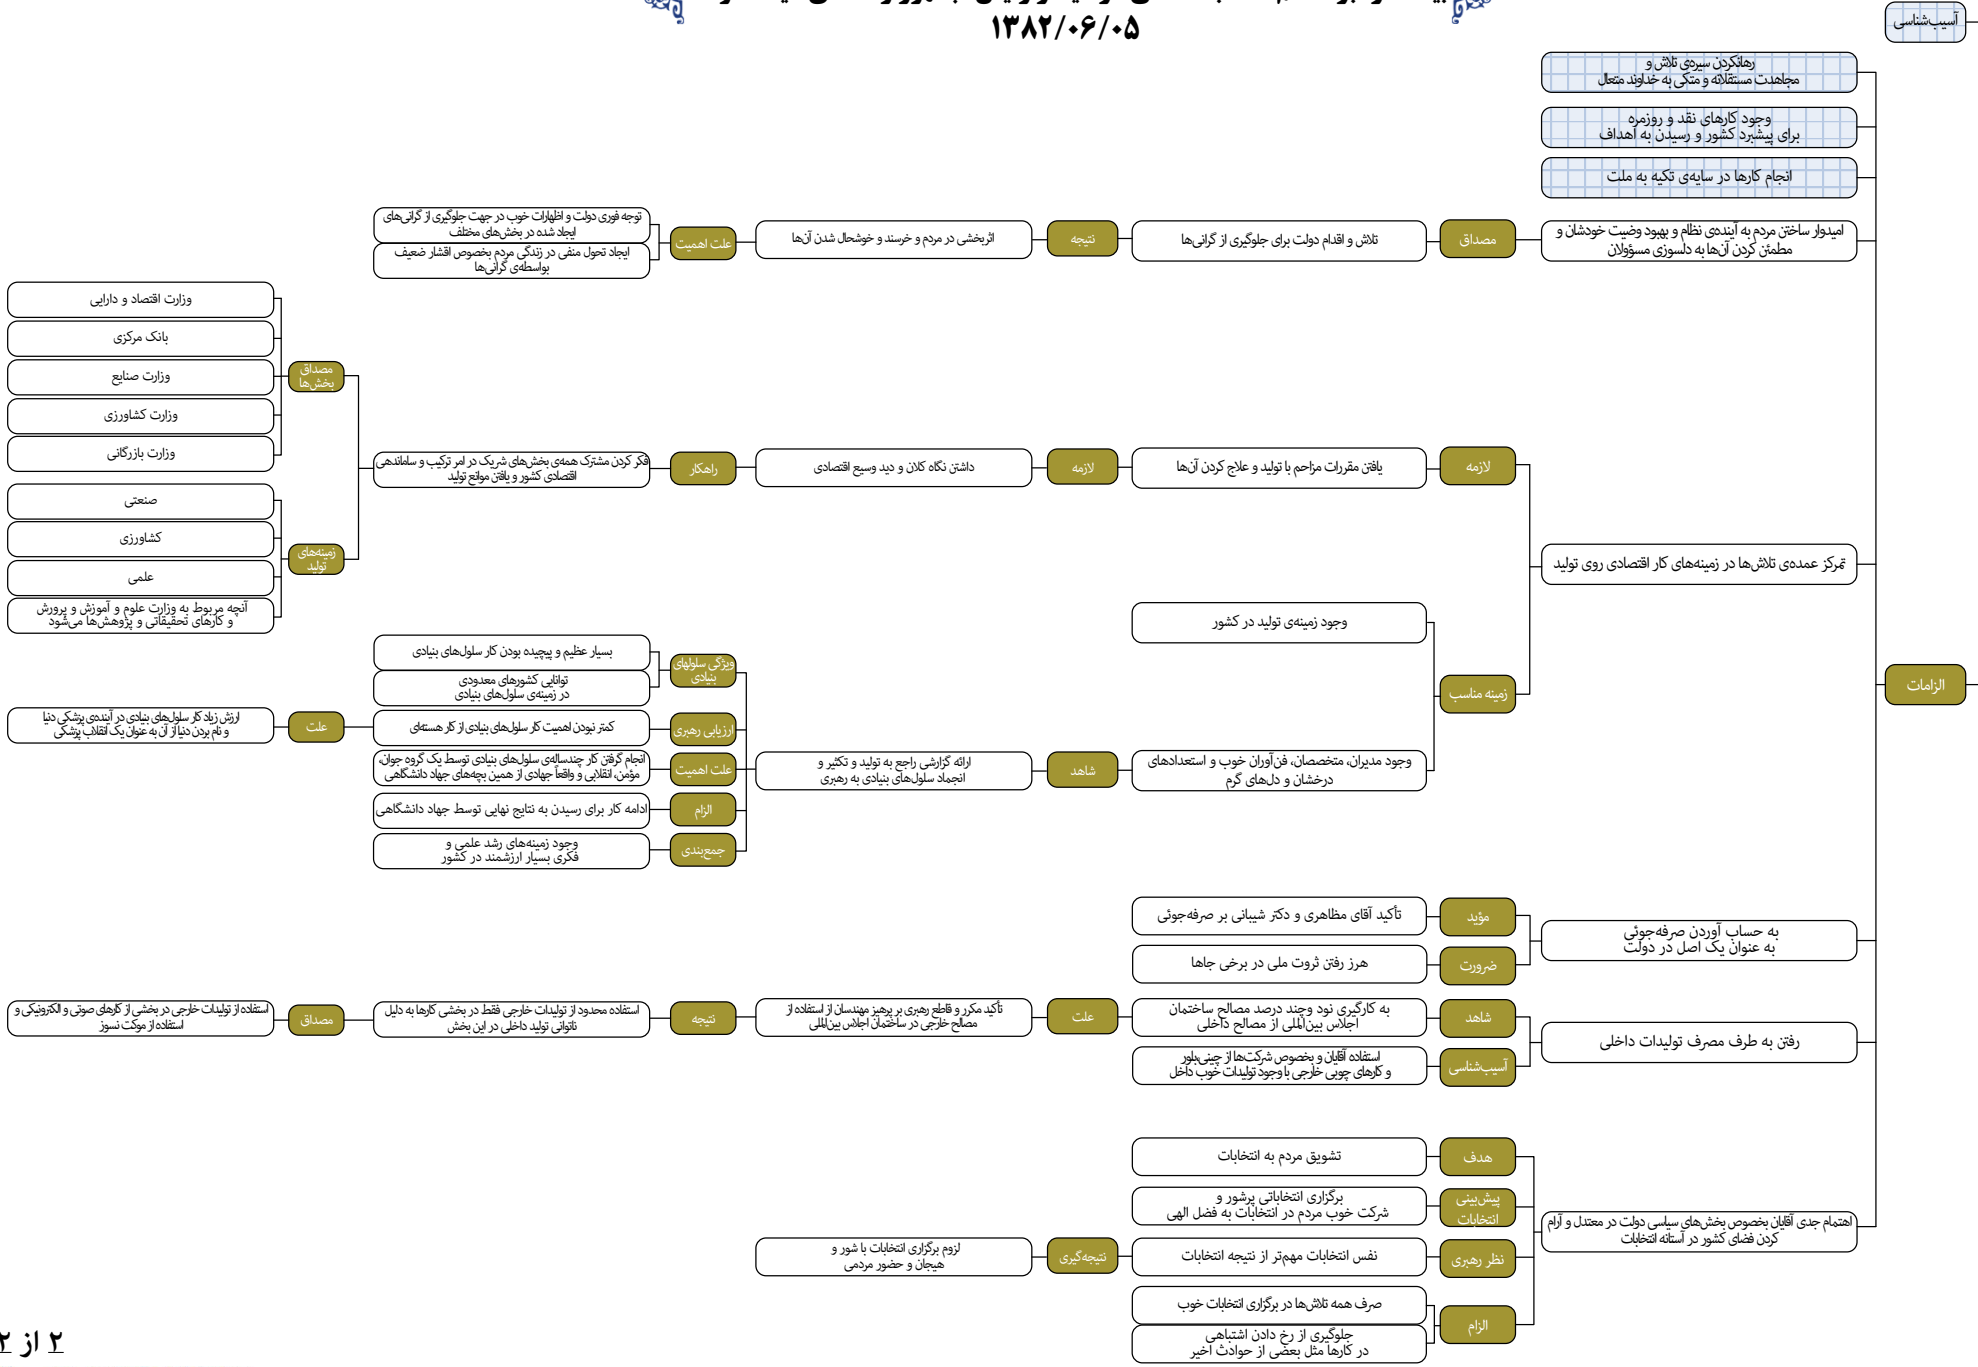 ۱۳۸۲/۰۶/۰۵
آسیب‌شناسی
الزامات
رهانکردن سیره‌ی تلاش و
مجاهدت مستقلانه و متکی به خداوند متعال
وجود کارهای نقد و روزمره
برای پیشبرد کشور و رسیدن به اهداف
انجام کارها در سایه‌ی تکیه به ملت
امیدوار ساختن مردم به آینده‌ی نظام و بهبود وضیت خودشان و
مطمئن کردن آن‌ها به دلسوزی مسؤولان
مصداق
تلاش و اقدام دولت برای جلوگیری از گرانی‌ها
نتیجه
اثربخشی در مردم و خرسند و خوشحال شدن آن‌ها
علت اهمیت
توجه فوری دولت و اظهارات خوب در جهت جلوگیری از گرانی‌های
ایجاد شده در بخش‌های مختلف
ایجاد تحول منفی در زندگی مردم بخصوص اقشار ضعیف
بواسطه‌ی گرانی‌ها
تمرکز عمده‌ی تلاش‌ها در زمینه‌های کار اقتصادی روی تولید
لازمه
یافتن مقررات مزاحم با تولید و علاج کردن آن‌ها
لازمه
داشتن نگاه کلان و دید وسیع اقتصادی
راهکار
فکر کردن مشترک همه‌ی بخش‌های شریک در امر ترکیب و ساماندهی
اقتصادی کشور و یافتن موانع تولید
مصداق
بخش‌ها
وزارت اقتصاد و دارایی
بانک مرکزی
وزارت صنایع
وزارت کشاورزی
وزارت بازرگانی
زمینه‌های
تولید
صنعتی
کشاورزی
علمی
آنچه مربوط به وزارت علوم و آموزش و پرورش
و کارهای تحقیقاتی و پژوهش‌ها می‌شود
زمینه مناسب
وجود زمینه‌ی تولید در کشور
وجود مدیران، متخصصان، فن‌آوران خوب و استعدادهای
درخشان و دل‌های گرم
شاهد
ارائه گزارشی راجع به تولید و تکثیر و
انجماد سلول‌های بنیادی به رهبری
ویژگی سلولهای
بنیادی
بسیار عظیم و پیچیده بودن کار سلول‌های بنیادی
توانایی کشورهای معدودی
در زمینه‌ی سلول‌های بنیادی
ارزیابی رهبری
کمتر نبودن اهمیت کار سلول‌های بنیادی از کار هسته‌ای
علت
ارزش زیاد کار سلول‌های بنیادی در آینده‌ی پزشکی دنیا
و نام بردن دنیا از آن به عنوان یک انقلاب پزشکی
علت اهمیت
انجام گرفتن کار چندساله‌ی سلول‌های بنیادی توسط یک گروه جوان،
مؤمن، انقلابی و واقعاً جهادی از همین بچه‌های جهاد دانشگاهی
الزام
ادامه کار برای رسیدن به نتایج نهایی توسط جهاد دانشگاهی
جمع‌بندی
وجود زمینه‌های رشد علمی و
فکری بسیار ارزشمند در کشور
به حساب آوردن صرفه‌جوئی
به عنوان یک اصل در دولت
مؤید
تأکید آقای مظاهری و دکتر شیبانی بر صرفه‌جوئی
ضرورت
هرز رفتن ثروت ملی در برخی جاها
رفتن به طرف مصرف تولیدات داخلی
شاهد
به کارگیری نود وچند درصد مصالح ساختمان
اجلاس بین‌المللی از مصالح داخلی
علت
تأکید مکرر و قاطع رهبری بر پرهیز مهندسان از استفاده از
مصالح خارجی در ساختمان اجلاس بین‌المللی
نتیجه
استفاده محدود از تولیدات خارجی فقط در بخشی کارها به دلیل
ناتوانی تولید داخلی در این بخش
مصداق
استفاده از تولیدات خارجی در بخشی از کارهای صوتی و الکترونیکی و
استفاده از موکت نسوز
آسیب‌شناسی
استفاده آقایان و بخصوص شرکت‌ها از چینی‌بلور
و کارهای چوبی خارجی با وجود تولیدات خوب داخل
اهتمام جدی آقایان بخصوص بخش‌های سیاسی دولت در معتدل و آرام
کردن فضای کشور در آستانه انتخابات
هدف
تشویق مردم به انتخابات
پیش‌بینی
انتخابات
برگزاری انتخاباتی پرشور و
شرکت خوب مردم در انتخابات به فضل الهی
نظر رهبری
نفس انتخابات مهم‌تر از نتیجه انتخابات
نتیجه‌گیری
لزوم برگزاری انتخابات با شور و
هیجان و حضور مردمی
الزام
صرف همه تلاش‌ها در برگزاری انتخابات خوب
جلوگیری از رخ دادن اشتباهی
در کارها مثل بعضی از حوادث اخیر
۲ از ۲